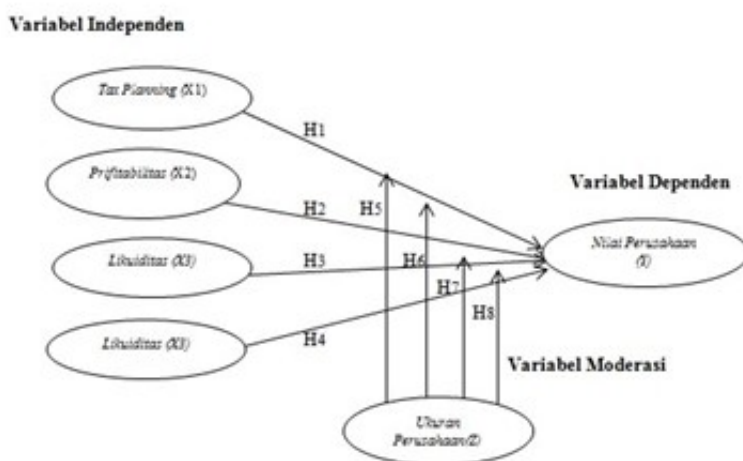 Variabel Independen
Tax Planning (X1)
H1
Prifitabilitas (X2)
Variabel Dependen
H5
H2
Nilai Perusahaan
(Y)
Likuiditas (X3)
H3
H6
H7
Likuiditas (X3)
H4
H8
Variabel Moderasi
Ukuran
Perusahaan(Z)